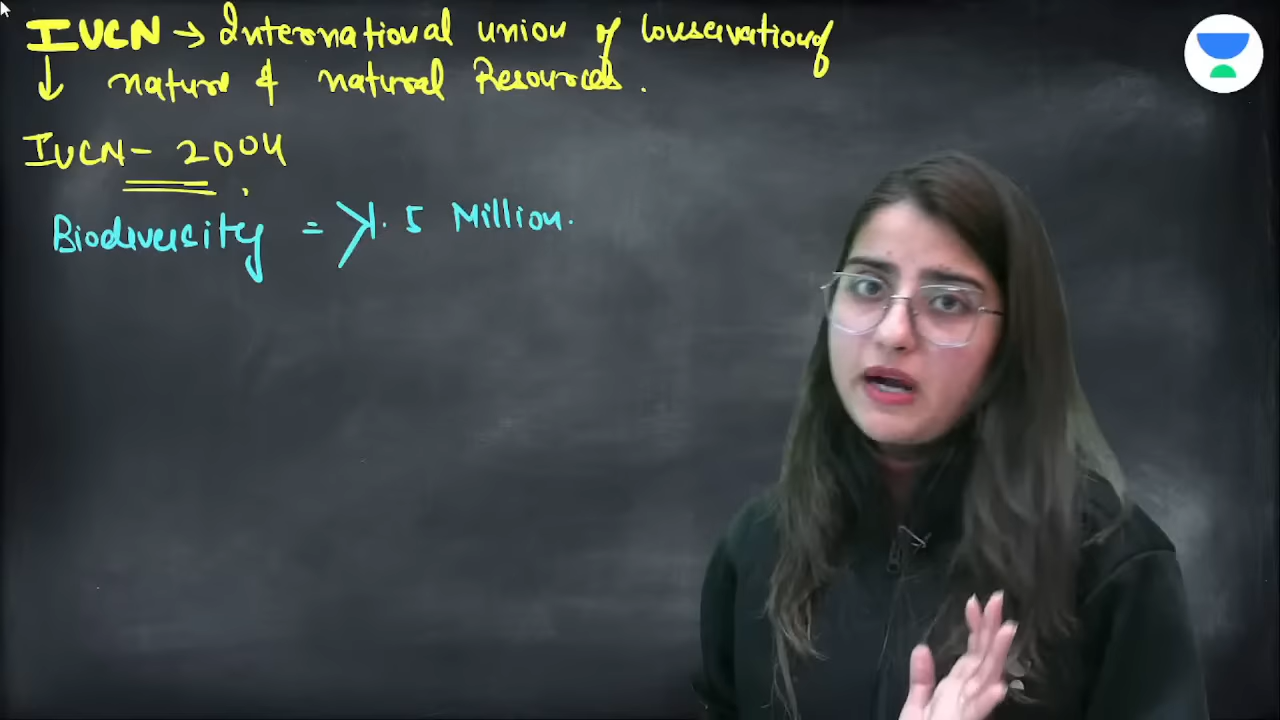 IUCN → International union of Conservation of
↓ nature & natural Resources.
IUCN - 2004
Biodiversity = >1.5 Million.